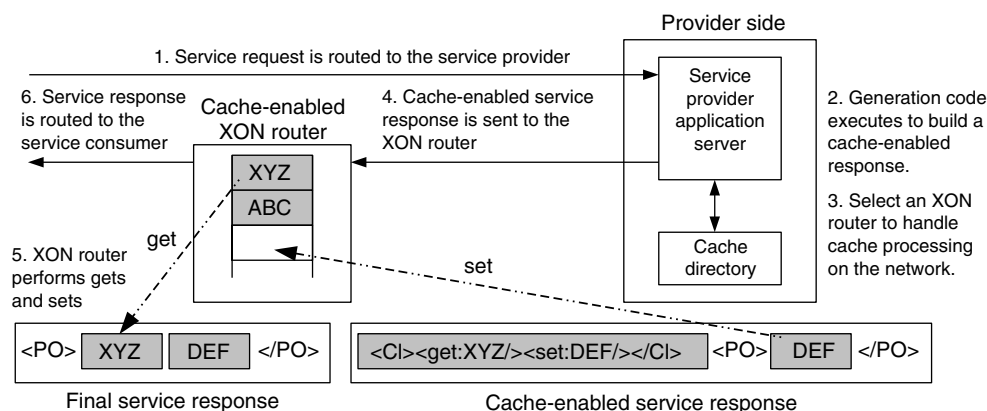 Provider side
1. Service request is routed to the service provider
6. Service response
is routed to the
service consumer
Cache-enabled
XON router
4. Cache-enabled service
response is sent to the
XON router
Service
provider
application
server
2. Generation code
executes to build a
cache-enabled
response.
3. Select an XON
router to handle
cache processing
on the network.
XYZ
ABC
Cache
directory
get
set
5. XON router
performs gets
and sets
<PO> XYZ DEF </PO>
<CI><get:XYZ/><set:DEF/></CI> <PO> DEF </PO>
Final service response
Cache-enabled service response